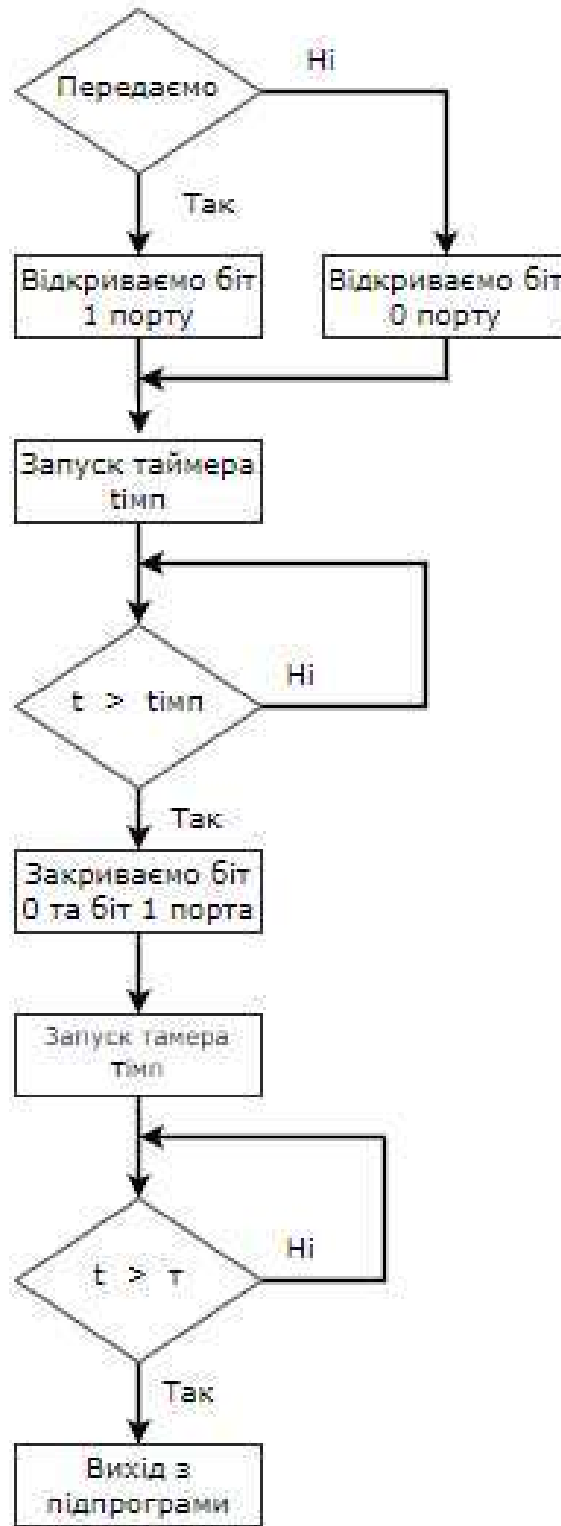 Передаємо
Ні
Так
Відкриваємо біт
1 порту
Відкриваємо біт
0 порту
Запуск таймера
tімп
t > tімп
Ні
Так
Закриваємо біт
0 та біт 1 порта
Запуск тамера
тімп
t > т
Ні
Так
Вихід з
підпрограми